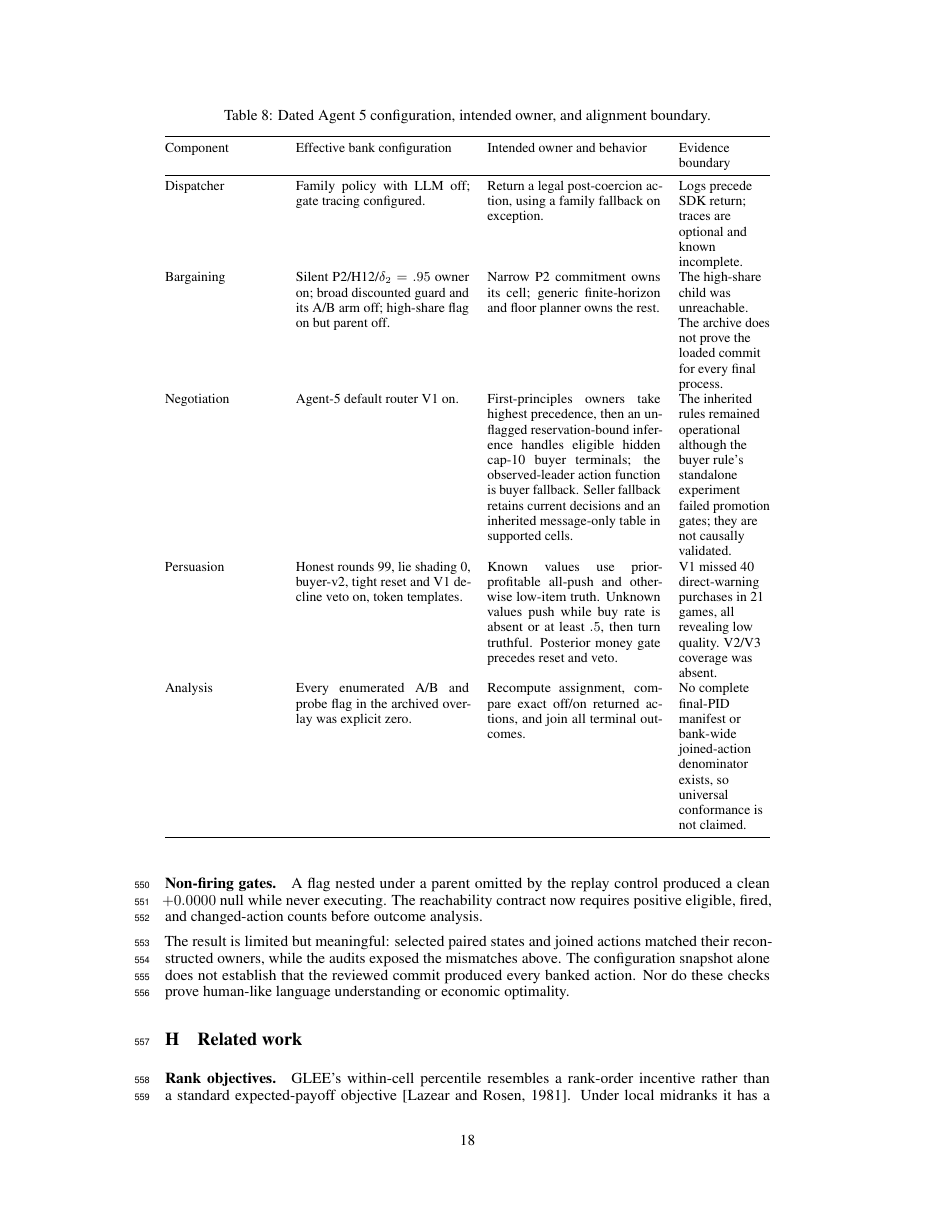 Table 8: Dated Agent 5 configuration, intended owner, and alignment boundary.
Component
Effective bank configuration
Intended owner and behavior
Evidence
boundary
Dispatcher
Family policy with LLM off;
gate tracing configured.
Return a legal post-coercion ac-
tion, using a family fallback on
exception.
Logs precede
SDK return;
traces are
optional and
known
incomplete.
Bargaining
Silent P2/H12/δ₂ = .95 owner
on; broad discounted guard and
its A/B arm off; high-share flag
on but parent off.
Narrow P2 commitment owns
its cell; generic finite-horizon
and floor planner owns the rest.
The high-share
child was
unreachable.
The archive does
not prove the
loaded commit
for every final
process.
Negotiation
Agent-5 default router V1 on.
First-principles owners take
highest precedence, then an un-
flagged reservation-bound infer-
ence handles eligible hidden
cap-10 buyer terminals; the
observed-leader action function
is buyer fallback. Seller fallback
retains current decisions and an
inherited message-only table in
supported cells.
The inherited
rules remained
operational
although the
buyer rule's
standalone
experiment
failed promotion
gates; they are
not causally
validated.
Persuasion
Honest rounds 99, lie shading 0,
buyer-v2, tight reset and V1 de-
cline veto on, token templates.
Known values use prior-
profitable all-push and other-
wise low-item truth. Unknown
values push while buy rate is
absent or at least .5, then turn
truthful. Posterior money gate
precedes reset and veto.
V1 missed 40
direct-warning
purchases in 21
games, all
revealing low
quality. V2/V3
coverage was
absent.
Analysis
Every enumerated A/B and
probe flag in the archived over-
lay was explicit zero.
Recompute assignment, com-
pare exact off/on returned ac-
tions, and join all terminal out-
comes.
No complete
final-PID
manifest or
bank-wide
joined-action
denominator
exists, so
universal
conformance is
not claimed.
550 Non-firing gates. A flag nested under a parent omitted by the replay control produced a clean
551 +0.0000 null while never executing. The reachability contract now requires positive eligible, fired,
552 and changed-action counts before outcome analysis.
553 The result is limited but meaningful: selected paired states and joined actions matched their recon-
554 structed owners, while the audits exposed the mismatches above. The configuration snapshot alone
555 does not establish that the reviewed commit produced every banked action. Nor do these checks
556 prove human-like language understanding or economic optimality.
557 H Related work
558 Rank objectives. GLEE's within-cell percentile resembles a rank-order incentive rather than
559 a standard expected-payoff objective [Lazear and Rosen, 1981]. Under local midranks it has a
18